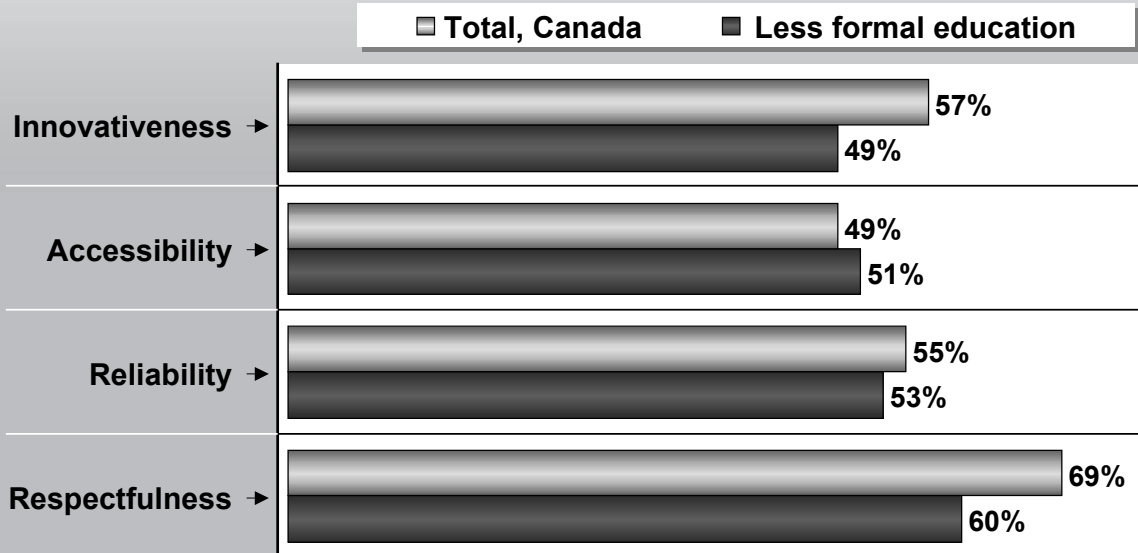 Total, Canada Less formal education
Innovativeness
57%
49%
Accessibility
49%
51%
Reliability
55%
53%
Respectfulness
69%
60%